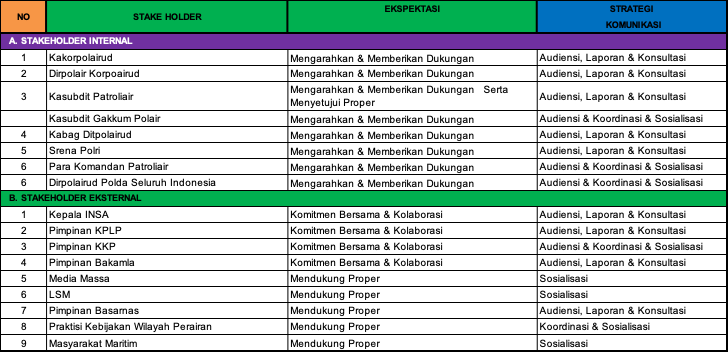 NO STAKE HOLDER EKSPEKTASI STRATEGI KOMUNIKASI
A. STAKEHOLDER INTERNAL
1 Kakorpolairud Mengarahkan & Memberikan Dukungan Audiensi, Laporan & Konsultasi
2 Dirpolair Korpoairud Mengarahkan & Memberikan Dukungan Audiensi, Laporan & Konsultasi
3 Kasubdit Patroliair Mengarahkan & Memberikan Dukungan Serta Menyetujui Proper Audiensi, Laporan & Konsultasi
Kasubdit Gakkum Polair Mengarahkan & Memberikan Dukungan Audiensi & Koordinasi & Sosialisasi
4 Kabag Ditpolairud Mengarahkan & Memberikan Dukungan Audiensi, Laporan & Konsultasi
5 Srena Polri Mengarahkan & Memberikan Dukungan Audiensi, Laporan & Konsultasi
6 Para Komandan Patroliair Mengarahkan & Memberikan Dukungan Audiensi & Koordinasi & Sosialisasi
6 Dirpolairud Polda Seluruh Indonesia Mengarahkan & Memberikan Dukungan Audiensi & Koordinasi & Sosialisasi
B. STAKEHOLDER EKSTERNAL
1 Kepala INSA Komitmen Bersama & Kolaborasi Audiensi, Laporan & Konsultasi
2 Pimpinan KPLP Komitmen Bersama & Kolaborasi Audiensi, Laporan & Konsultasi
3 Pimpinan KKP Komitmen Bersama & Kolaborasi Audiensi & Koordinasi & Sosialisasi
4 Pimpinan Bakamla Komitmen Bersama & Kolaborasi Audiensi, Laporan & Konsultasi
5 Media Massa Mendukung Proper Sosialisasi
6 LSM Mendukung Proper Sosialisasi
7 Pimpinan Basarnas Mendukung Proper Audiensi, Laporan & Konsultasi
8 Praktisi Kebijakan Wilayah Perairan Mendukung Proper Koordinasi & Sosialisasi
9 Masyarakat Maritim Mendukung Proper Sosialisasi